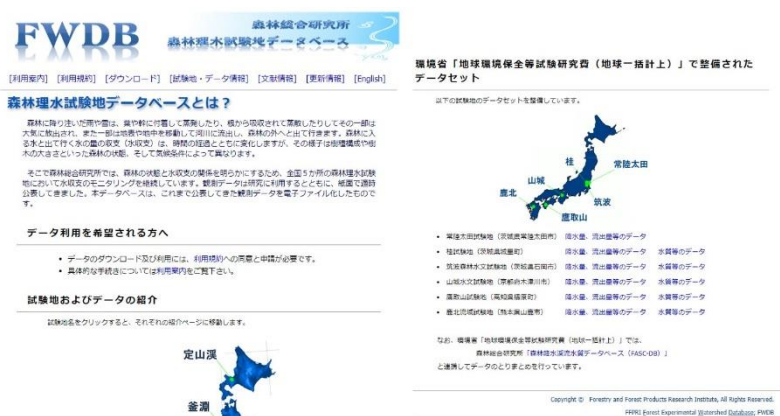 FWDB
森林総合研究所
森林理水試験地データベース
[利用案内] [利用規約] [ダウンロード] [試験地・データ情報] [文献情報] [更新情報] [English]
森林理水試験地データベースとは？
森林に降り注いだ雨や雪は、葉や幹に付着して蒸発したり、根から吸収されて蒸散したりしてその一部は
大気に放出され、また一部は地表や地中を移動して河川に流出し、森林の外へと出て行きます。森林に入
る水と出て行く水の量の収支（水収支）は、時間の経過とともに変化しますが、その様子は樹種構成や樹
木の大きさといった森林の状態、そして気候条件によって異なります。
そこで森林総合研究所では、森林の状態と水収支の関係を明らかにするため、全国５か所の森林理水試験
地において水収支のモニタリングを継続しています。観測データは研究に利用するとともに、紙面で適時
公表してきました。本データベースは、これまで公表してきた観測データを電子ファイル化したもので
す。
データ利用を希望される方へ
• データのダウンロード及び利用には、利用規約への同意と申請が必要です。
• 具体的な手続きについては利用案内をご覧下さい。
試験地およびデータの紹介
試験地名をクリックすると、それぞれの紹介ページに移動します。
定山渓
釜淵
環境省「地球環境保全等試験研究費（地球一括計上）」で整備された
データセット
以下の試験地のデータセットを整備しています。
桂
常陸太田
山城
鹿北
筑波
鷹取山
• 常陸太田試験地（茨城県常陸太田市） 降水量、流出量等のデータ
• 桂試験地（茨城県城里町） 降水量、流出量等のデータ 水質等のデータ
• 筑波森林水文試験地（茨城県石岡市） 降水量、流出量等のデータ 水質等のデータ
• 山城水文試験地（京都府木津川市） 降水量、流出量等のデータ 水質等のデータ
• 鷹取山試験地（高知県梼原町） 降水量、流出量等のデータ 水質等のデータ
• 鹿北流域試験地（熊本県山鹿市） 降水量、流出量等のデータ 水質等のデータ
なお、環境省「地球環境保全等試験研究費（地球一括計上）」では、
森林総合研究所「森林降水渓流水質データベース（FASC-DB）」
と連携してデータのとりまとめを行っています。
Copyright © Forestry and Forest Products Research Institute, All Rights Reserved.
FFPRI Forest Experimental Watershed Database; FWDB